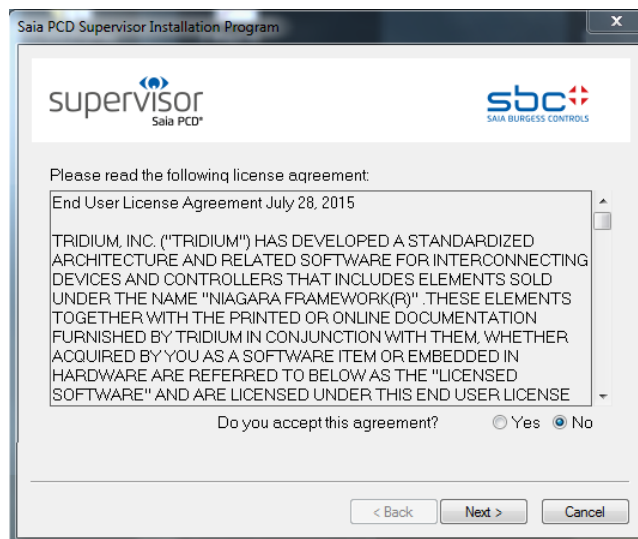 Saia PCD Supervisor Installation Program
x
supervisor
Saia PCD®
sbc
SAIA BURGESS CONTROLS
Please read the following license agreement:
End User License Agreement July 28, 2015
TRIDIUM, INC. ("TRIDIUM") HAS DEVELOPED A STANDARDIZED
ARCHITECTURE AND RELATED SOFTWARE FOR INTERCONNECTING
DEVICES AND CONTROLLERS THAT INCLUDES ELEMENTS SOLD
UNDER THE NAME "NIAGARA FRAMEWORK(R)" .THESE ELEMENTS
TOGETHER WITH THE PRINTED OR ONLINE DOCUMENTATION
FURNISHED BY TRIDIUM IN CONJUNCTION WITH THEM, WHETHER
ACQUIRED BY YOU AS A SOFTWARE ITEM OR EMBEDDED IN
HARDWARE ARE REFERRED TO BELOW AS THE "LICENSED
SOFTWARE" AND ARE LICENSED UNDER THIS END USER LICENSE
Do you accept this agreement? Yes No
< Back Next > Cancel